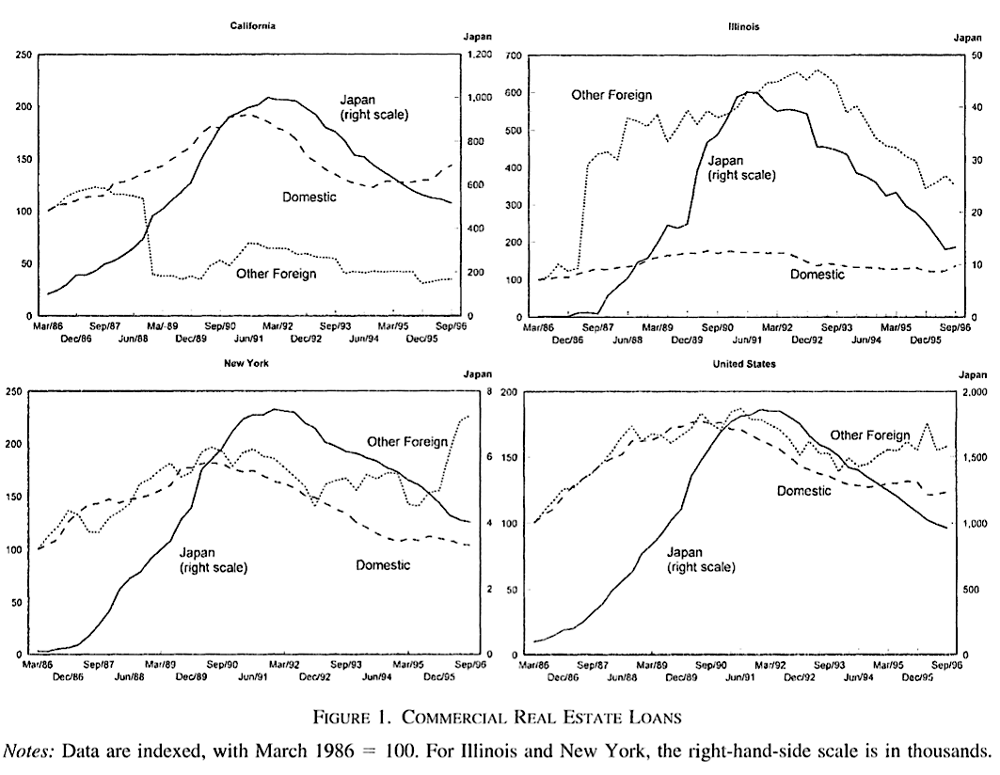 California
Japan
250
200
150
100
50
0
1,200
1,000
800
600
400
200
0
Japan
(right scale)
Domestic
Other Foreign
Mar/86 Sep/87 Mar/89 Sep/90 Mar/92 Sep/93 Mar/95 Sep/96
Dec/86 Jun/88 Dec/89 Jun/91 Dec/92 Jun/94 Dec/95
Illinois
Japan
700
600
500
400
300
200
100
0
50
40
30
20
10
0
Other Foreign
Japan
(right scale)
Domestic
Mar/86 Sep/87 Mar/89 Sep/90 Mar/92 Sep/93 Mar/95 Sep/96
Dec/86 Jun/88 Dec/89 Jun/91 Dec/92 Jun/94 Dec/95
New York
Japan
250
200
150
100
50
0
8
6
4
2
0
Other Foreign
Japan
(right scale)
Domestic
Mar/86 Sep/87 Mar/89 Sep/90 Mar/92 Sep/93 Mar/95 Sep/96
Dec/86 Jun/88 Dec/89 Jun/91 Dec/92 Jun/94 Dec/95
United States
Japan
200
150
100
50
0
2,000
1,500
1,000
500
0
Other Foreign
Domestic
Japan
(right scale)
Mar/86 Sep/87 Mar/89 Sep/90 Mar/92 Sep/93 Mar/95 Sep/96
Dec/86 Jun/88 Dec/89 Jun/91 Dec/92 Jun/94 Dec/95
FIGURE 1. COMMERCIAL REAL ESTATE LOANS
Notes: Data are indexed, with March 1986 = 100. For Illinois and New York, the right-hand-side scale is in thousands.